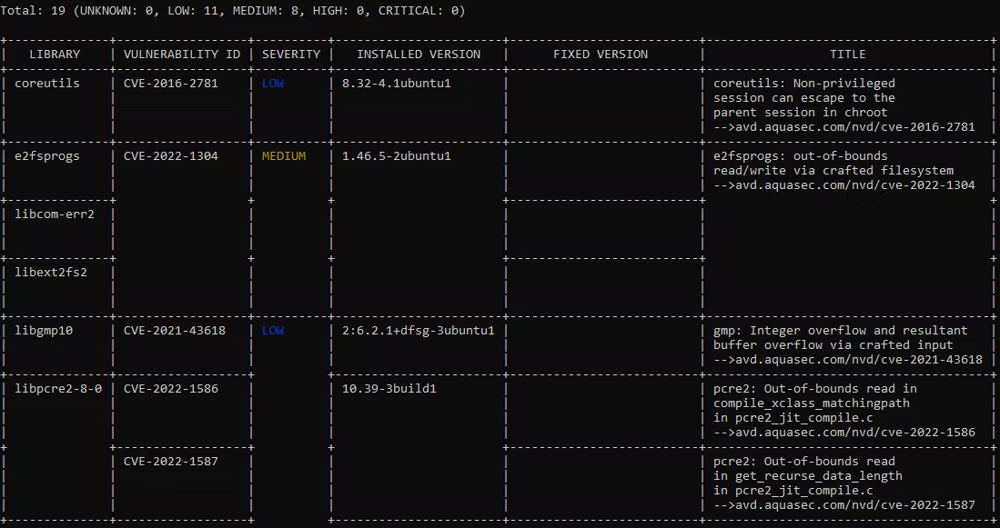 Total: 19 (UNKNOWN: 0, LOW: 11, MEDIUM: 8, HIGH: 0, CRITICAL: 0)
LIBRARY VULNERABILITY ID SEVERITY INSTALLED VERSION FIXED VERSION TITLE
coreutils CVE-2016-2781 LOW 8.32-4.1ubuntu1 coreutils: Non-privileged
session can escape to the
parent session in chroot
-->avd.aquasec.com/nvd/cve-2016-2781
e2fsprogs CVE-2022-1304 MEDIUM 1.46.5-2ubuntu1 e2fsprogs: out-of-bounds
read/write via crafted filesystem
-->avd.aquasec.com/nvd/cve-2022-1304
libcom-err2
libext2fs2
libgmp10 CVE-2021-43618 LOW 2:6.2.1+dfsg-3ubuntu1 gmp: Integer overflow and resultant
buffer overflow via crafted input
-->avd.aquasec.com/nvd/cve-2021-43618
libpcre2-8-0 CVE-2022-1586 10.39-3build1 pcre2: Out-of-bounds read in
compile_xclass_matchingpath
in pcre2_jit_compile.c
-->avd.aquasec.com/nvd/cve-2022-1586
CVE-2022-1587 pcre2: Out-of-bounds read
in get_recurse_data_length
in pcre2_jit_compile.c
-->avd.aquasec.com/nvd/cve-2022-1587